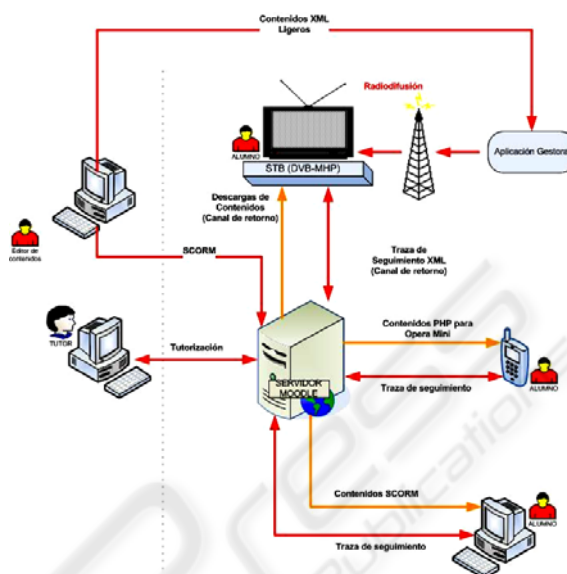 Contenidos XML
Ligeros
Radiodifusión
ALUMNO
STB (DVB-MHP)
Aplicación Gestora
Descargas de
Contenidos
(Canal de retorno)
Editor de
contenidos
SCORM
Traza de
Seguimiento XML
(Canal de retorno)
TUTOR
Tutorización
SERVIDOR
MOODLE
Contenidos PHP para
Opera Mini
Traza de seguimiento
ALUMNO
Contenidos SCORM
ALUMNO
Traza de seguimiento
Press
Publications